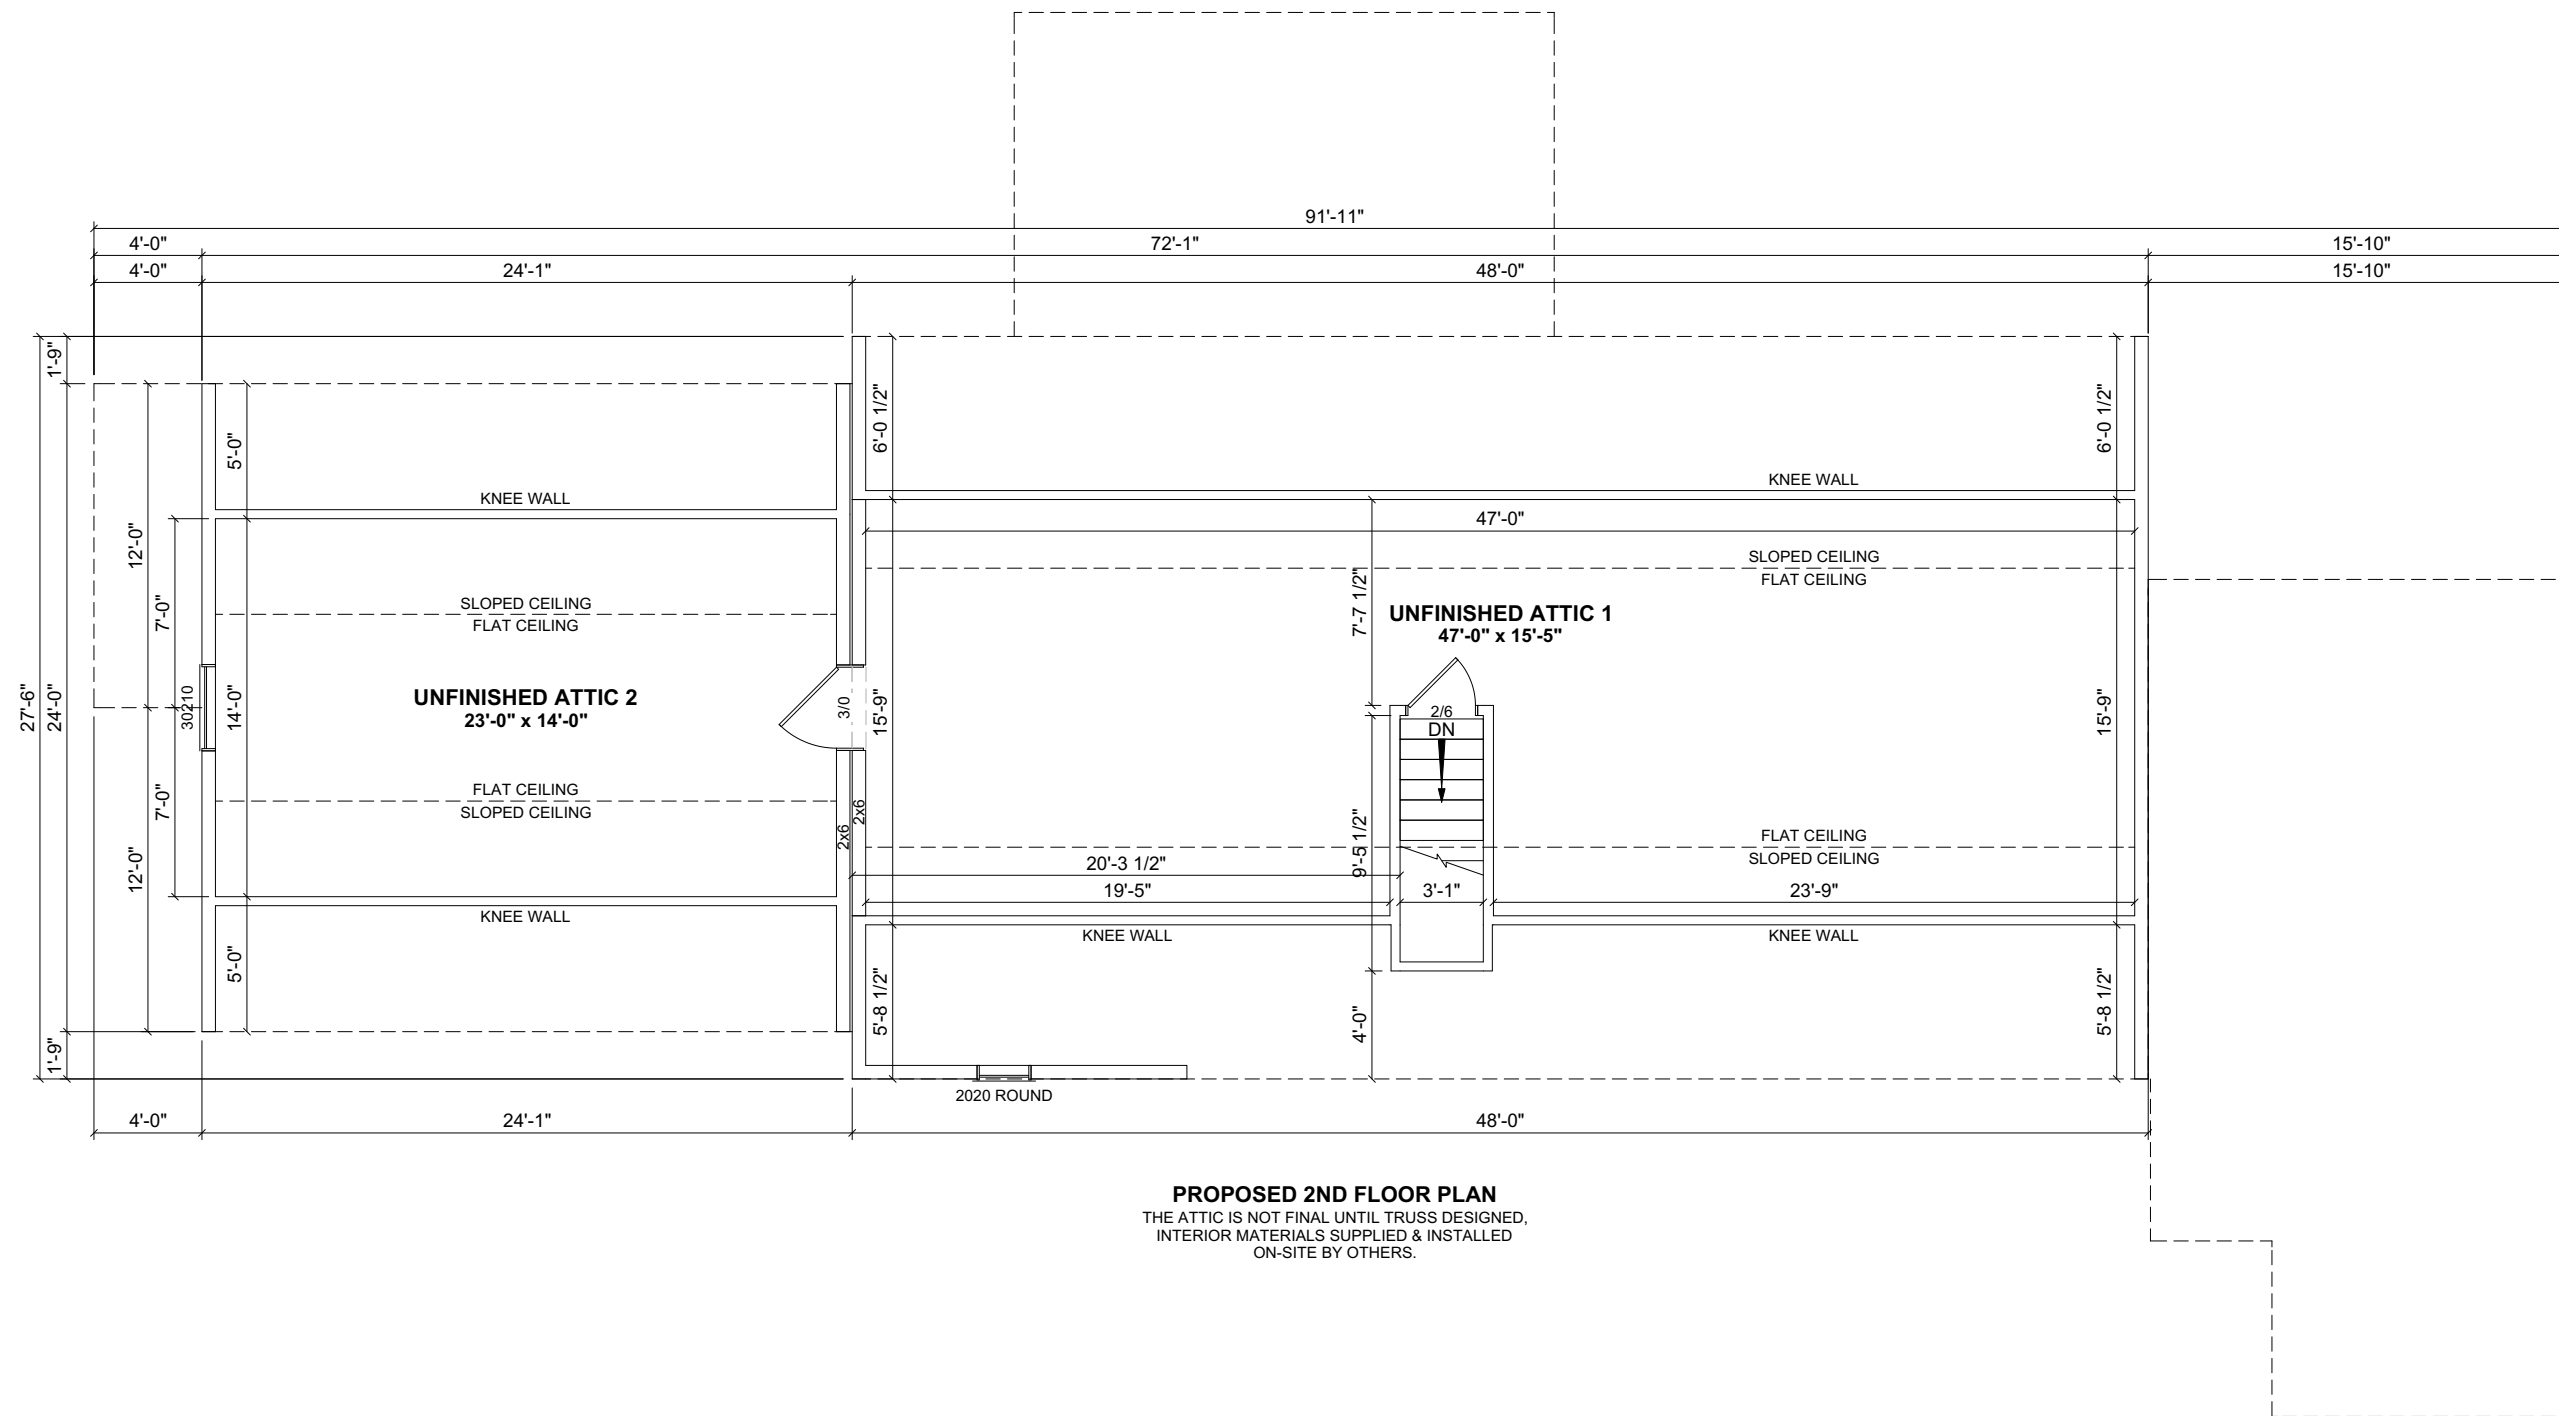 91'-11"
4'-0"
72'-1"
15'-10"
4'-0"
24'-1"
48'-0"
15'-10"
1'-9"
6'-0 1/2"
6'-0 1/2"
5'-0"
KNEE WALL
KNEE WALL
47'-0"
12'-0"
SLOPED CEILING
FLAT CEILING
7'-0"
SLOPED CEILING
FLAT CEILING
7'-7 1/2"
UNFINISHED ATTIC 1
47'-0" x 15'-5"
27'-6"
24'-0"
30210
14'-0"
UNFINISHED ATTIC 2
23'-0" x 14'-0"
3/0
15'-9"
2/6
DN
15'-9"
7'-0"
FLAT CEILING
SLOPED CEILING
2x6
2x6
9'-5 1/2"
FLAT CEILING
SLOPED CEILING
12'-0"
20'-3 1/2"
19'-5"
3'-1"
23'-9"
KNEE WALL
KNEE WALL
KNEE WALL
5'-0"
5'-8 1/2"
4'-0"
5'-8 1/2"
1'-9"
2020 ROUND
4'-0"
24'-1"
48'-0"
PROPOSED 2ND FLOOR PLAN
THE ATTIC IS NOT FINAL UNTIL TRUSS DESIGNED,
INTERIOR MATERIALS SUPPLIED & INSTALLED
ON-SITE BY OTHERS.